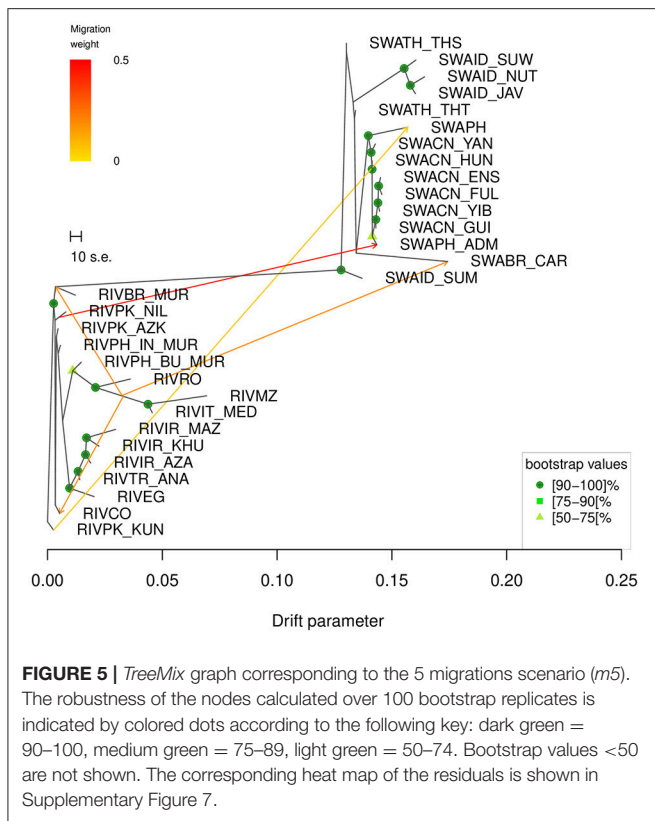 Migration
weight
0.5
0
10 s.e.
SWATH_THS
SWAID_SUW
SWAID_NUT
SWAID_JAV
SWATH_THT
SWAPH
SWACN_YAN
SWACN_HUN
SWACN_ENS
SWACN_FUL
SWACN_YIB
SWACN_GUI
SWAPH_ADM
SWABR_CAR
SWAID_SUM
RIVBR_MUR
RIVPK_NIL
RIVPK_AZK
RIVPH_IN_MUR
RIVPH_BU_MUR
RIVRO
RIVMZ
RIVIT_MED
RIVIR_MAZ
RIVIR_KHU
RIVIR_AZA
RIVTR_ANA
RIVEG
RIVCO
RIVPK_KUN
bootstrap values
[90–100]%
[75–90[%
[50–75[%
0.00 0.05 0.10 0.15 0.20 0.25
Drift parameter
FIGURE 5 | TreeMix graph corresponding to the 5 migrations scenario (m5).
The robustness of the nodes calculated over 100 bootstrap replicates is
indicated by colored dots according to the following key: dark green =
90–100, medium green = 75–89, light green = 50–74. Bootstrap values <50
are not shown. The corresponding heat map of the residuals is shown in
Supplementary Figure 7.